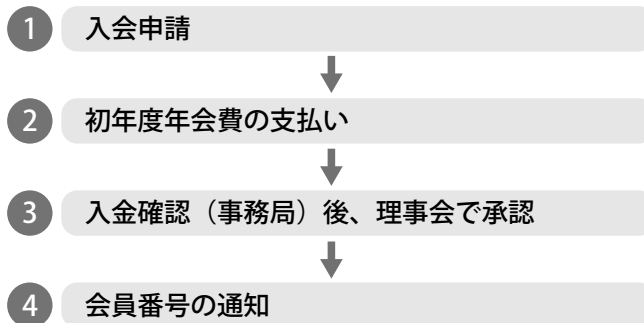 1 入会申請
2 初年度年会費の支払い
3 入金確認（事務局）後、理事会で承認
4 会員番号の通知